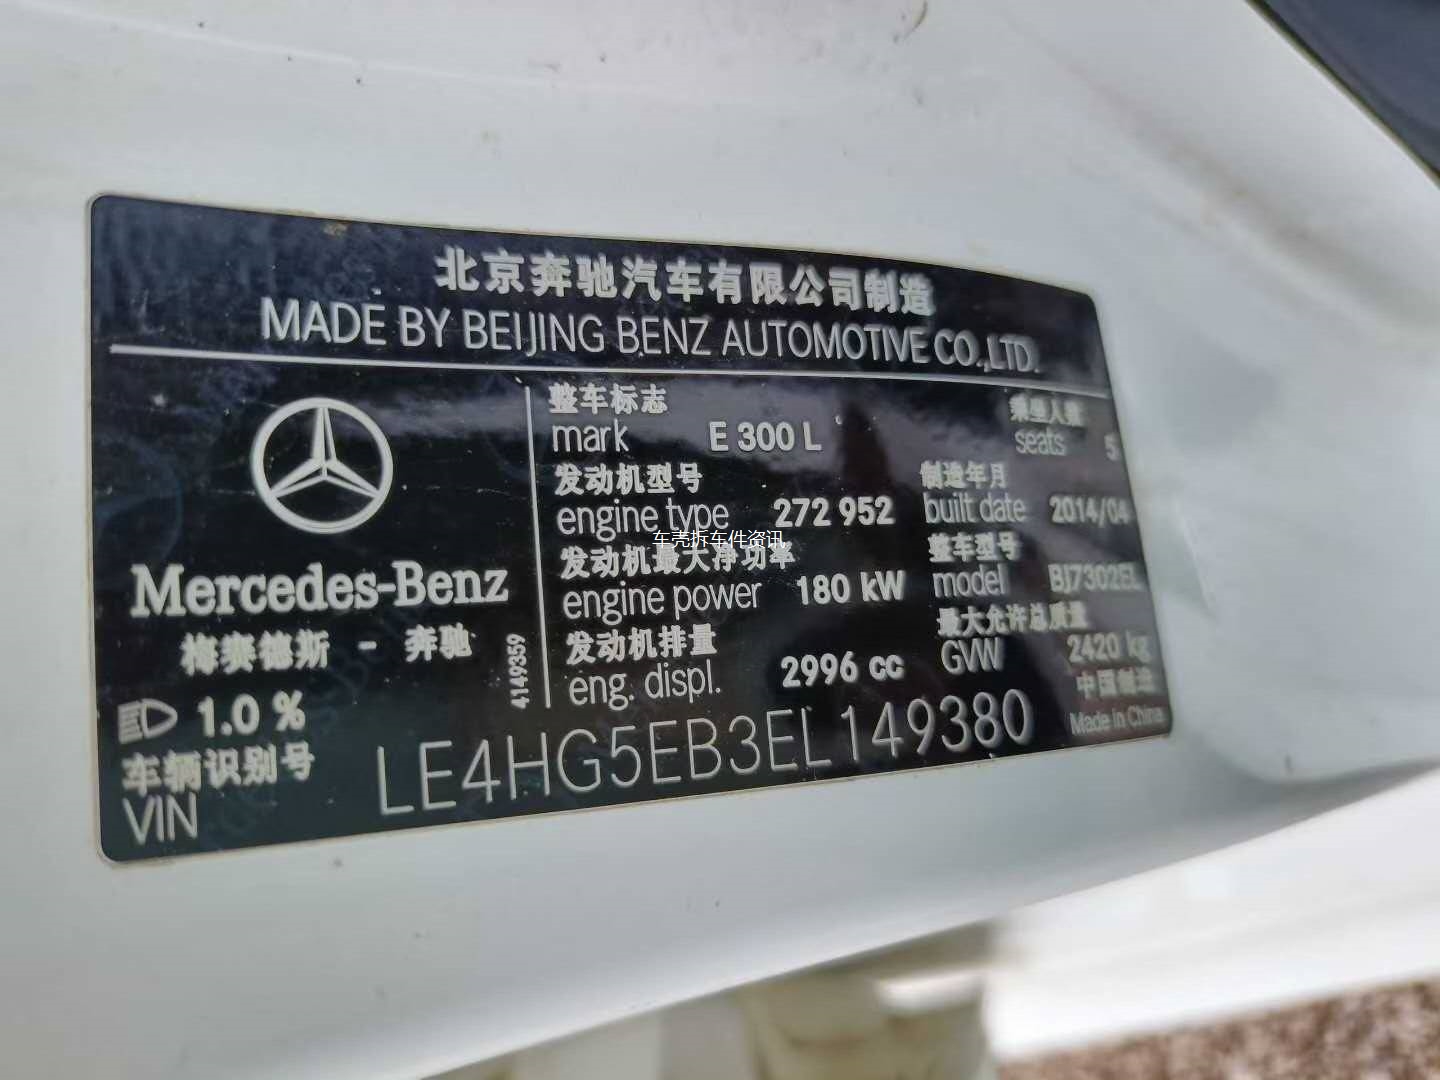 北京奔驰汽车有限公司制造
MADE BY BEIJING BENZ AUTOMOTIVE CO.,LTD.
Mercedes-Benz
梅赛德斯 - 奔驰
4149359
1.0 %
整车标志
mark E 300 L
乘坐人数
seats 5
发动机型号
engine type 272 952
制造年月
built date 2014/04
车壳拆车件资讯
发动机最大净功率
engine power 180 kW
整车型号
model BJ7302EL
发动机排量
eng. displ. 2996 cc
最大允许总质量
GVW 2420 kg
中国制造
Made in China
车辆识别号
VIN LE4HG5EB3EL149380